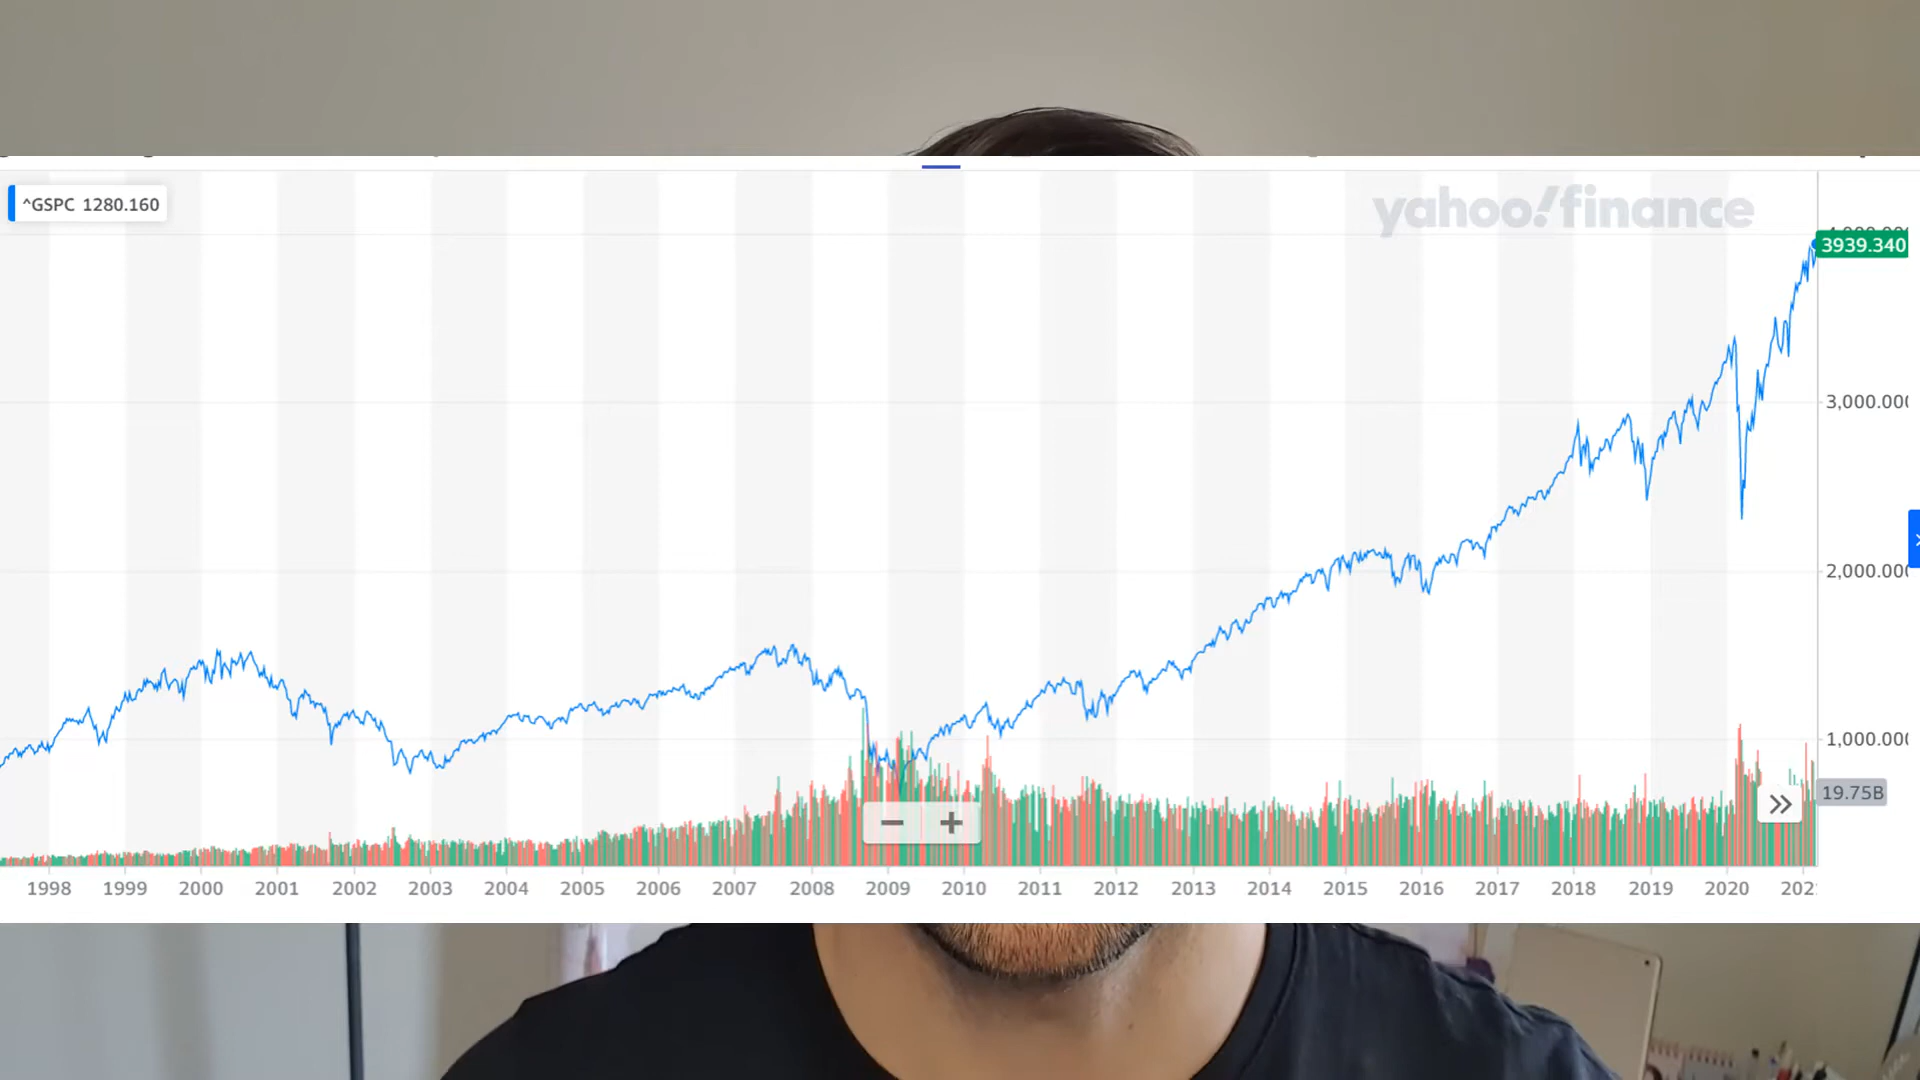 ^GSPC 1280.160
yahoo!finance
3939.340
3,000.000
2,000.000
1,000.000
19.75B
− +
1998 1999 2000 2001 2002 2003 2004 2005 2006 2007 2008 2009 2010 2011 2012 2013 2014 2015 2016 2017 2018 2019 2020